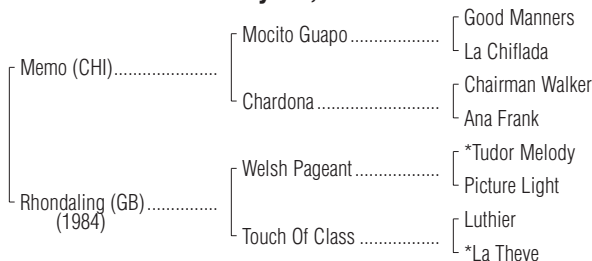 Good Manners
Mocito Guapo
La Chiflada
Memo (CHI)
Chairman Walker
Chardona
Ana Frank
*Tudor Melody
Welsh Pageant
Picture Light
Rhondaling (GB)
(1984)
Luthier
Touch Of Class
*La Theve